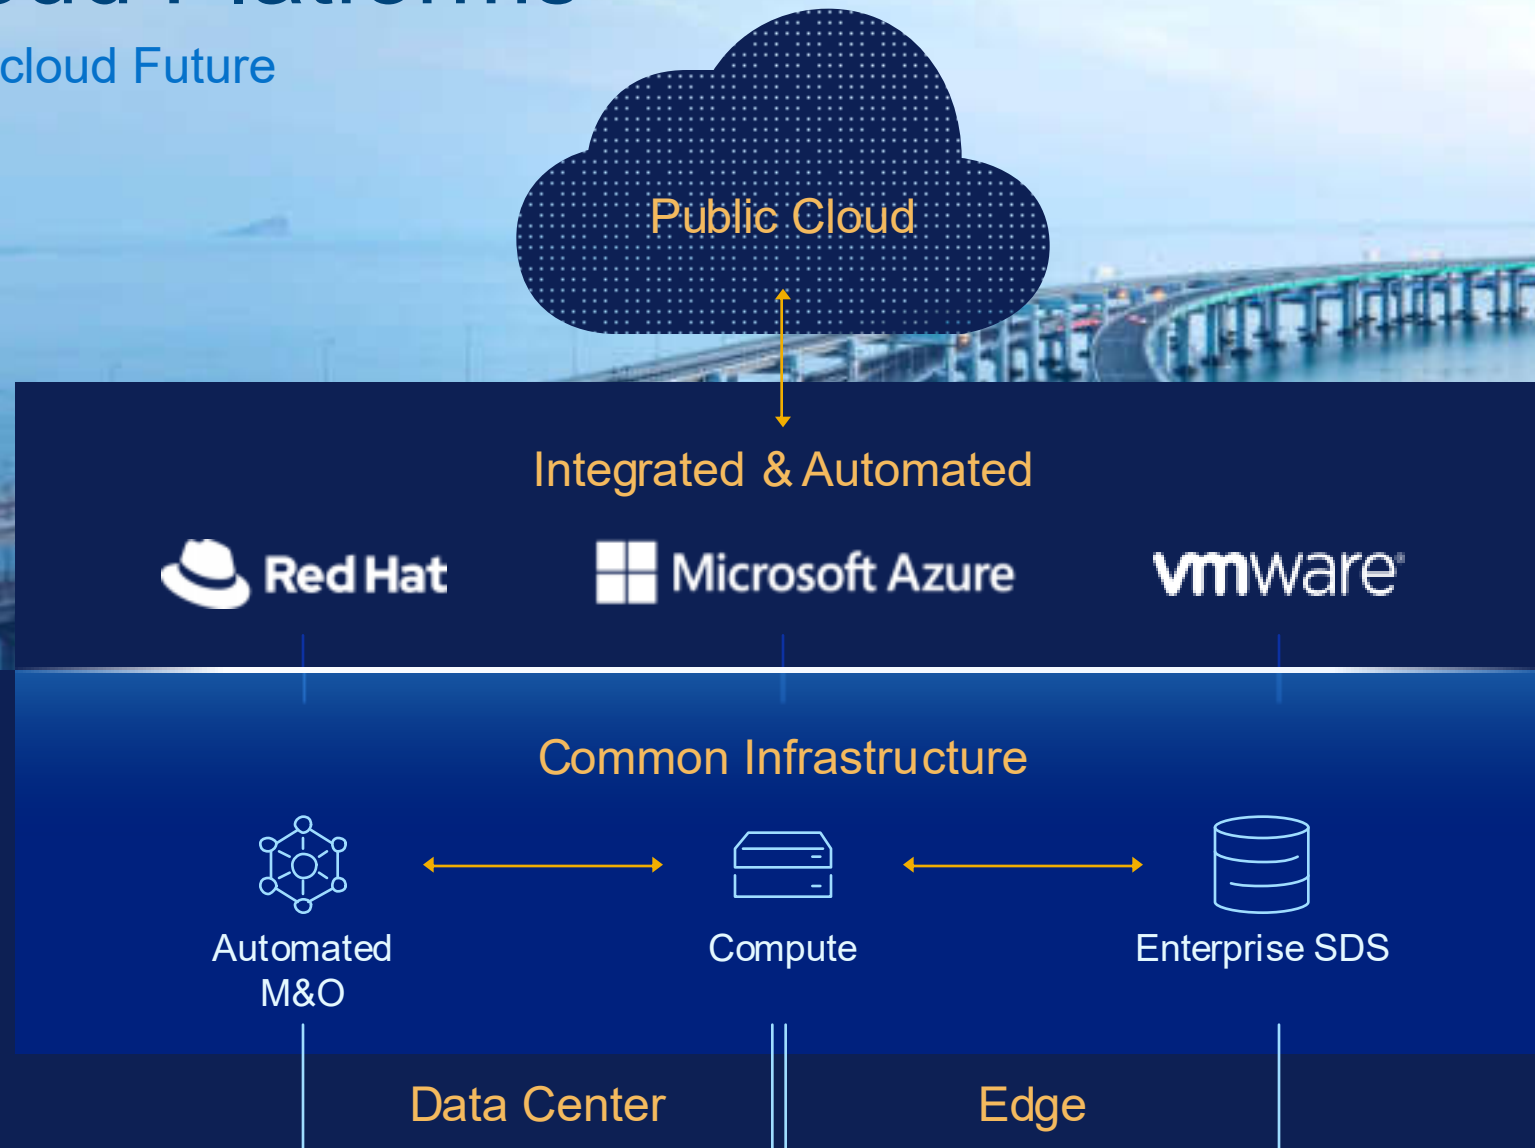 Platforms
cloud Future
Public Cloud
Integrated & Automated
Red Hat
Microsoft Azure
vmware®
Common Infrastructure
Automated
M&O
Compute
Enterprise SDS
Data Center
Edge